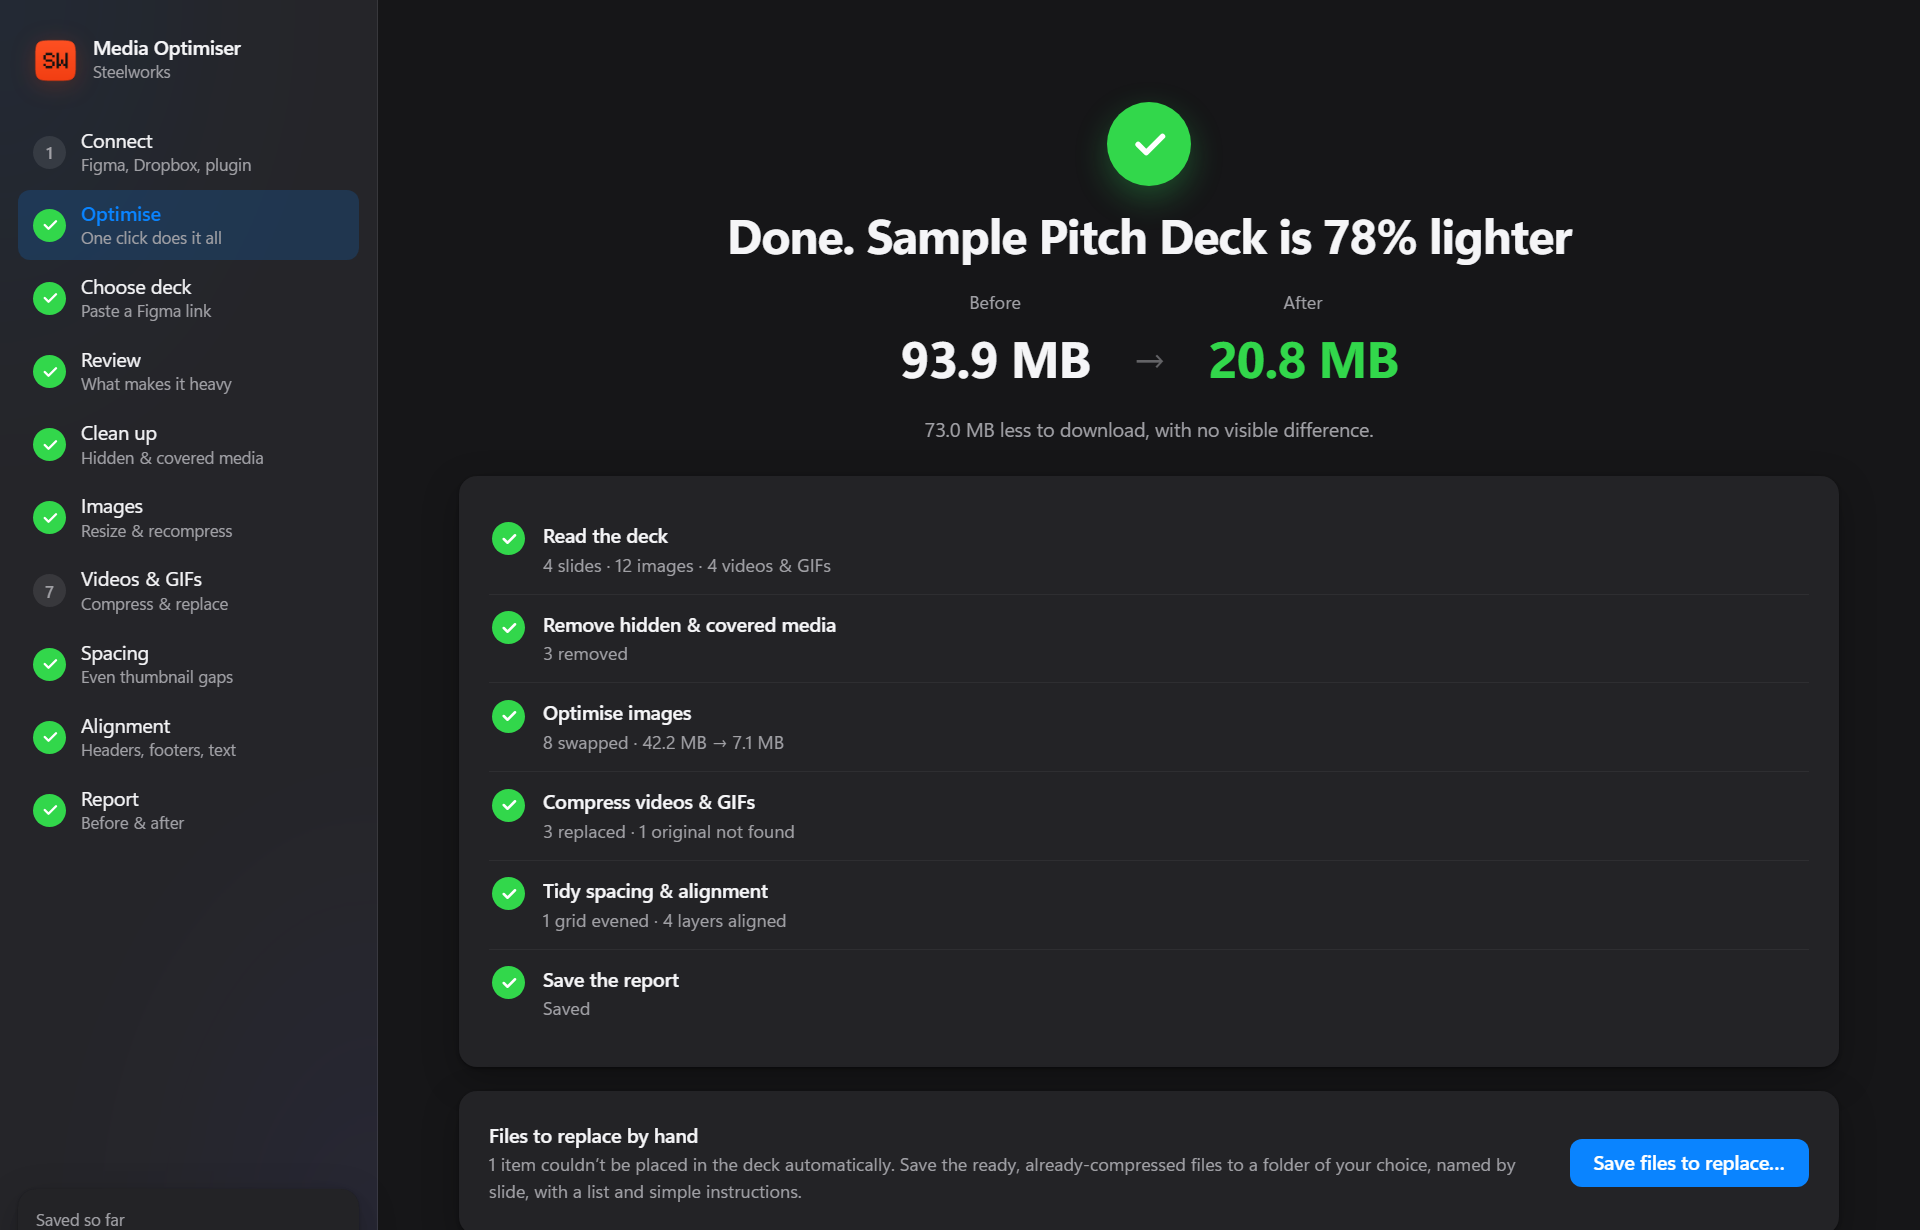 SW
Media Optimiser
Steelworks
1
Connect
Figma, Dropbox, plugin
Optimise
One click does it all
Choose deck
Paste a Figma link
Review
What makes it heavy
Clean up
Hidden & covered media
Images
Resize & recompress
7
Videos & GIFs
Compress & replace
Spacing
Even thumbnail gaps
Alignment
Headers, footers, text
Report
Before & after
Saved so far
Done. Sample Pitch Deck is 78% lighter
Before
After
93.9 MB → 20.8 MB
73.0 MB less to download, with no visible difference.
Read the deck
4 slides · 12 images · 4 videos & GIFs
Remove hidden & covered media
3 removed
Optimise images
8 swapped · 42.2 MB → 7.1 MB
Compress videos & GIFs
3 replaced · 1 original not found
Tidy spacing & alignment
1 grid evened · 4 layers aligned
Save the report
Saved
Files to replace by hand
1 item couldn’t be placed in the deck automatically. Save the ready, already-compressed files to a folder of your choice, named by
slide, with a list and simple instructions.
Save files to replace...